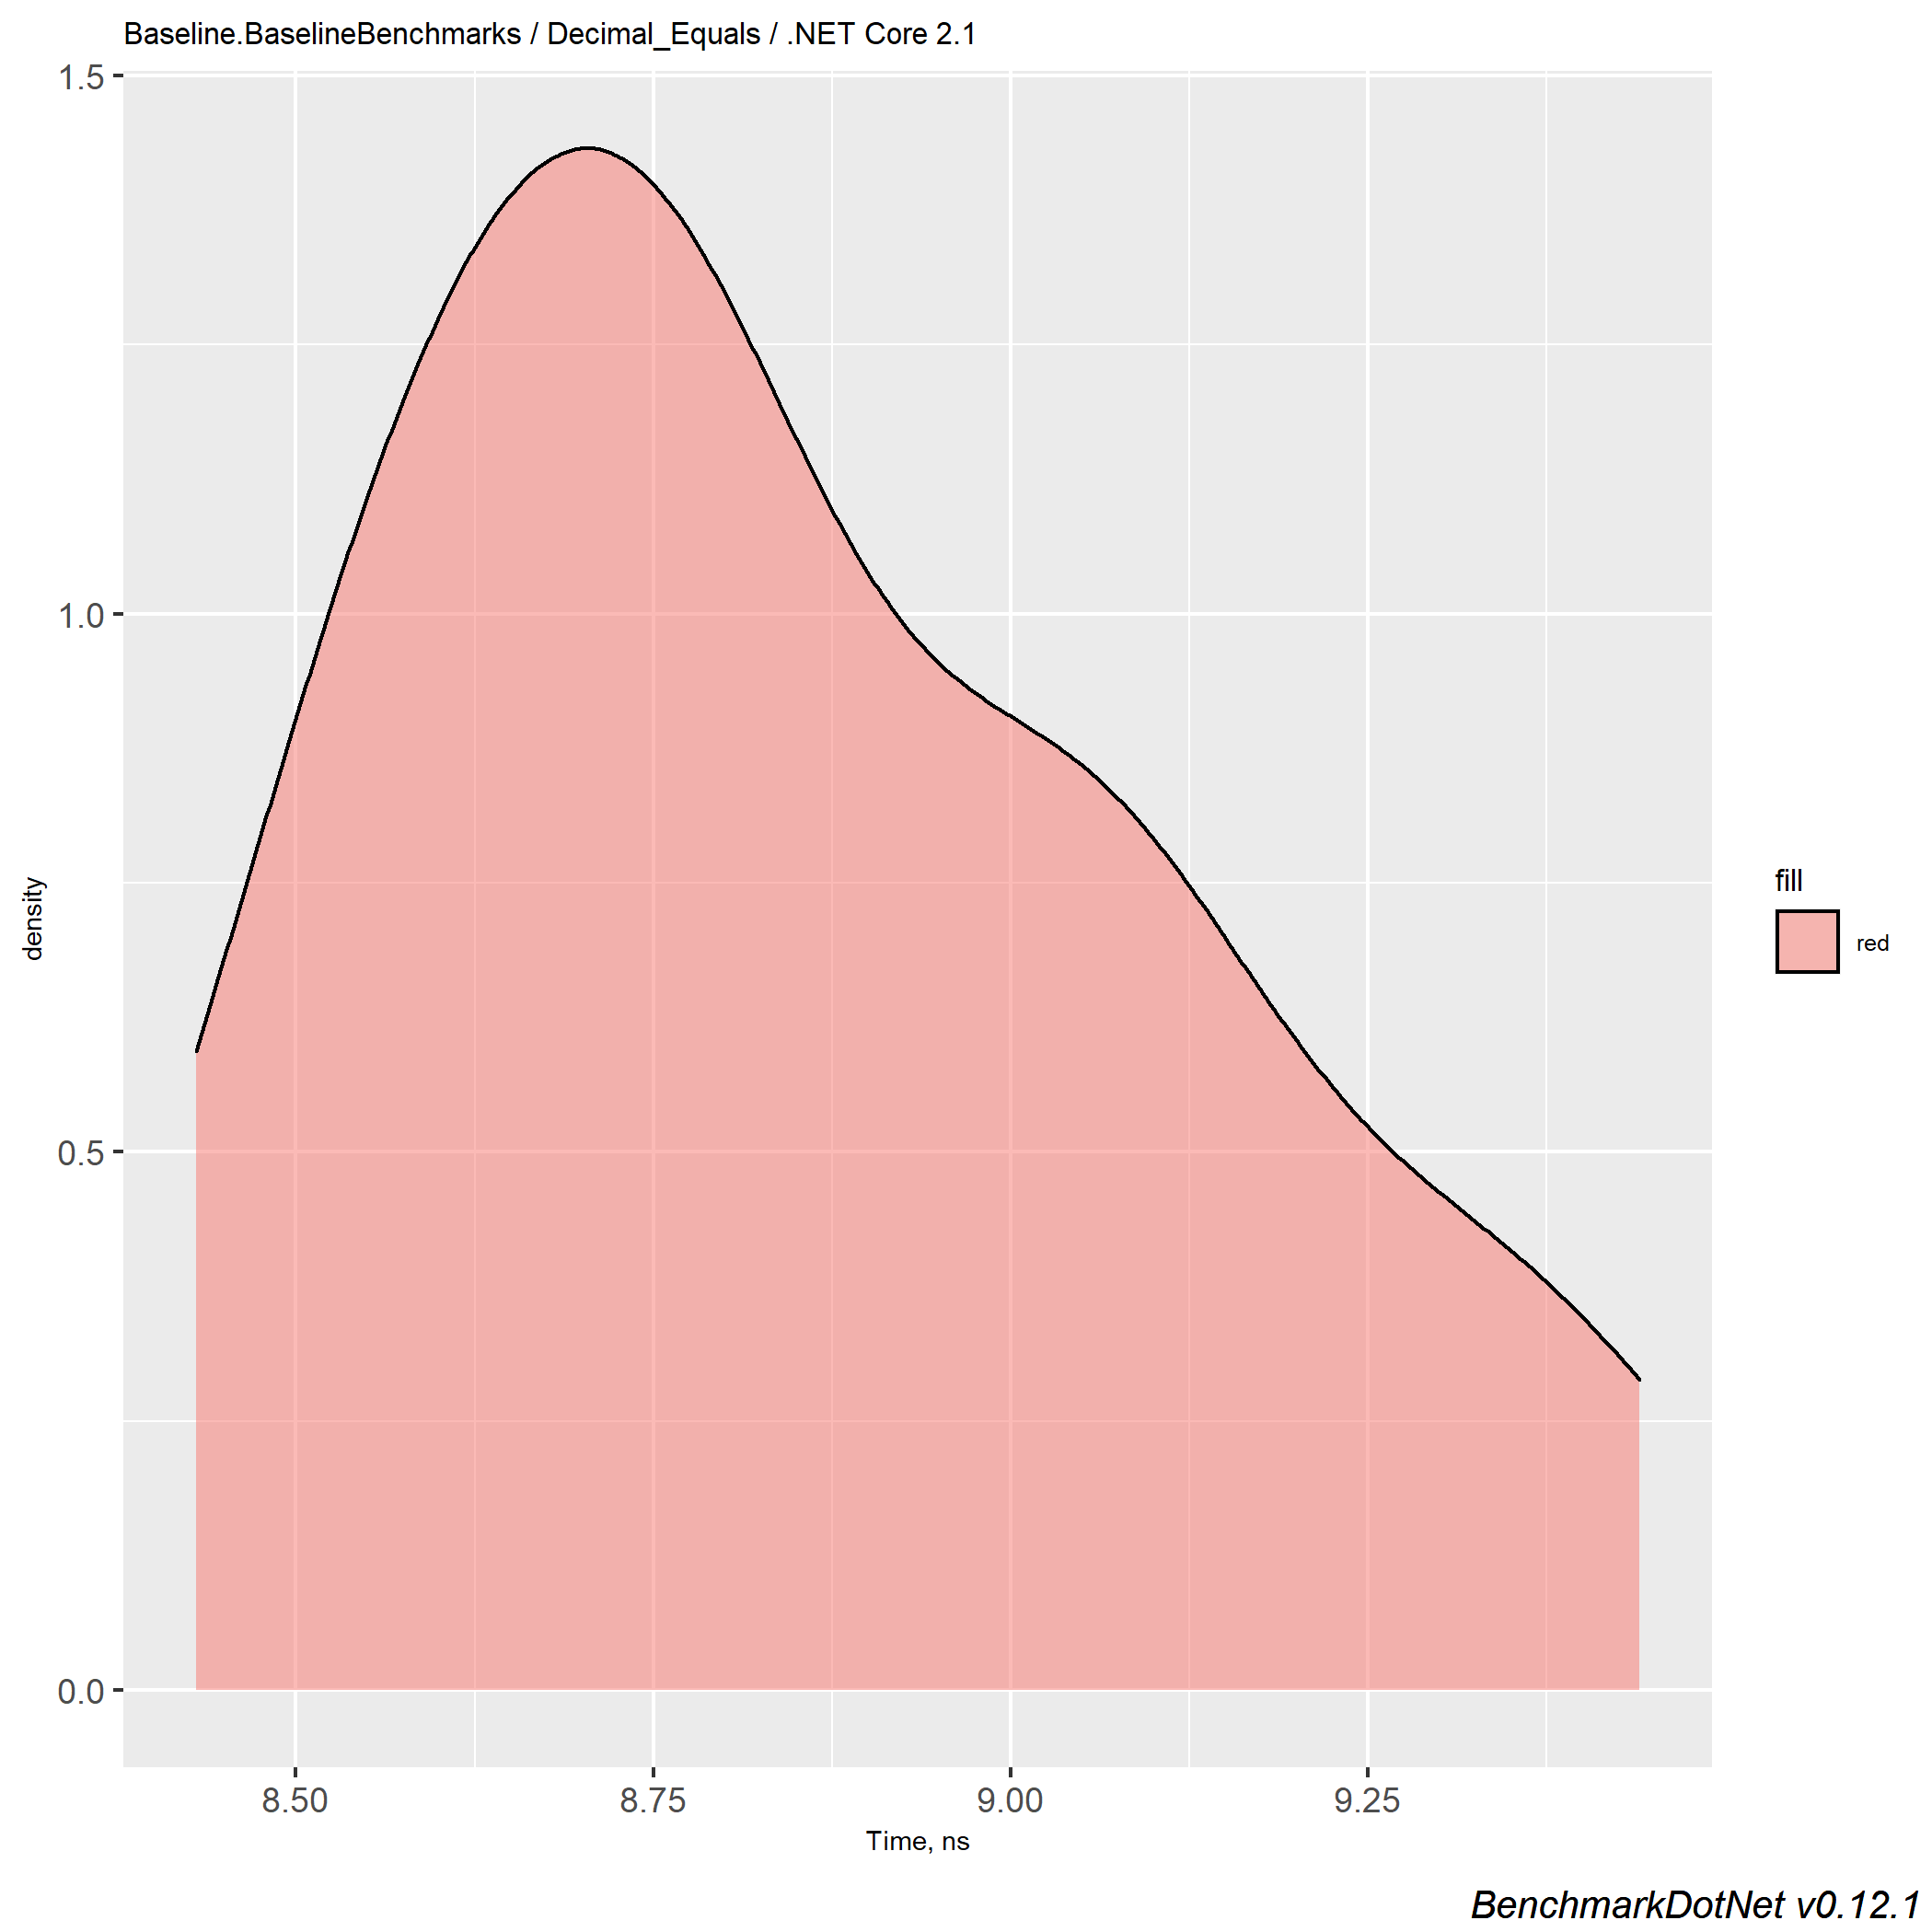 Baseline.BaselineBenchmarks / Decimal_Equals / .NET Core 2.1
1.5
1.0
0.5
0.0
density
8.50 8.75 9.00 9.25
Time, ns
fill
red
BenchmarkDotNet v0.12.1